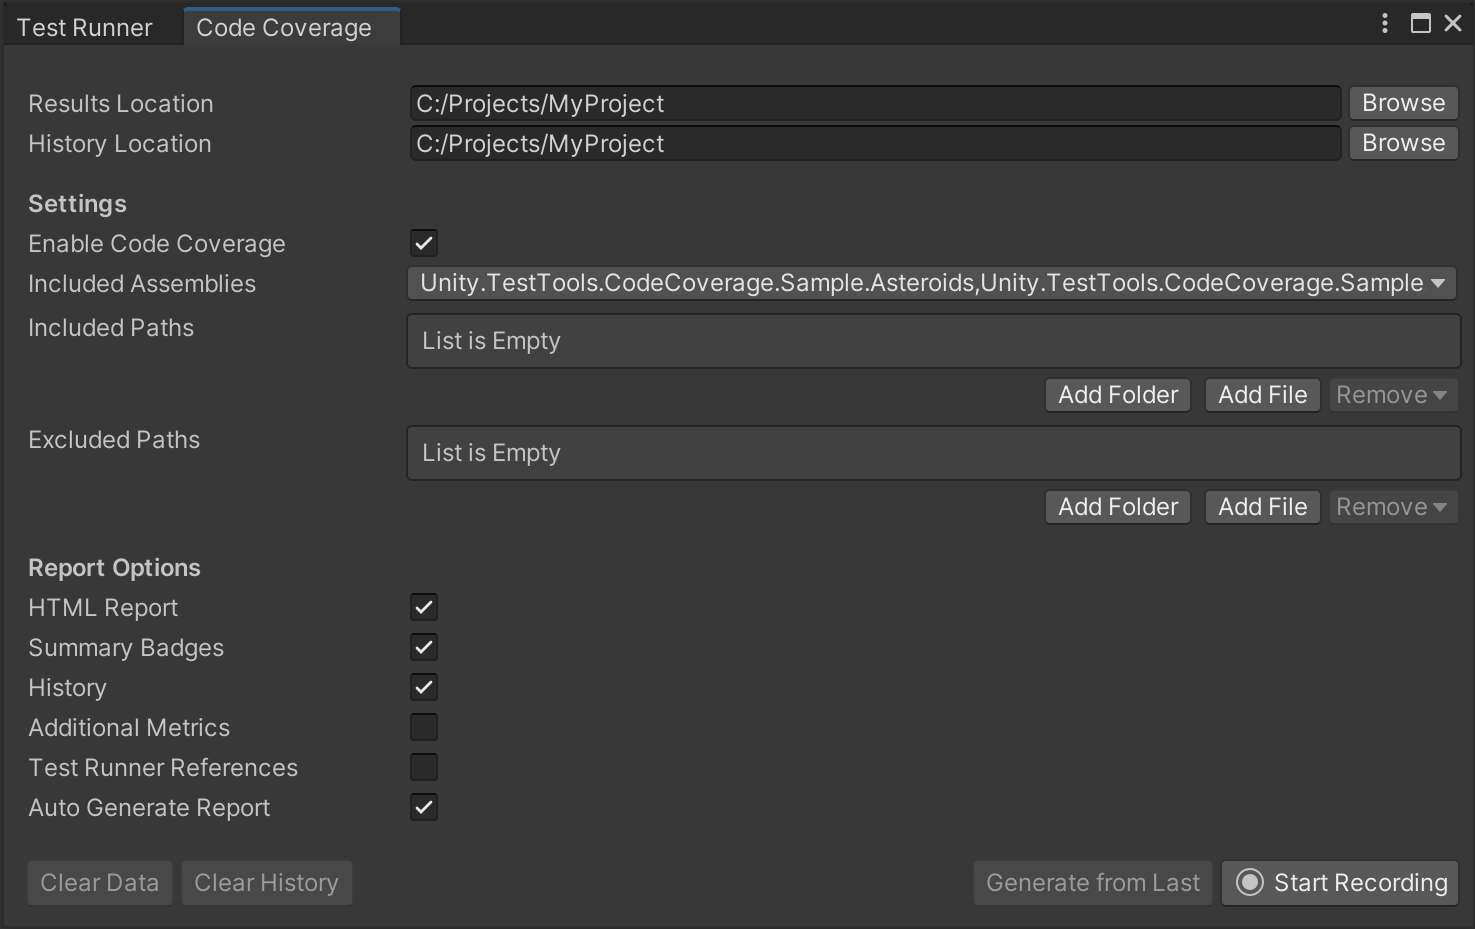 Test Runner Code Coverage
Results Location C:/Projects/MyProject Browse
History Location C:/Projects/MyProject Browse
Settings
Enable Code Coverage
Included Assemblies Unity.TestTools.CodeCoverage.Sample.Asteroids,Unity.TestTools.CodeCoverage.Sample
Included Paths List is Empty
Add Folder Add File Remove
Excluded Paths List is Empty
Add Folder Add File Remove
Report Options
HTML Report
Summary Badges
History
Additional Metrics
Test Runner References
Auto Generate Report
Clear Data Clear History Generate from Last Start Recording